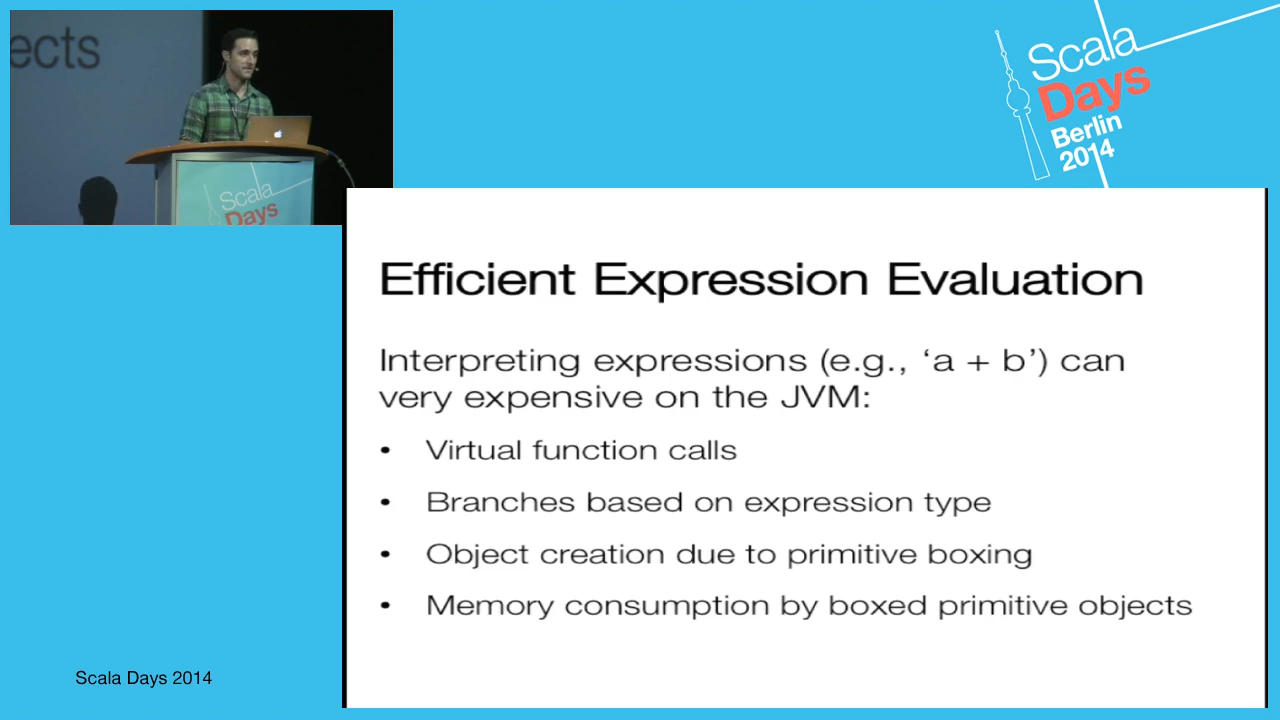 ects
Scala
Days
Scala
Days
Berlin
2014
Efficient Expression Evaluation
Interpreting expressions (e.g., ‘a + b’) can
very expensive on the JVM:
• Virtual function calls
• Branches based on expression type
• Object creation due to primitive boxing
• Memory consumption by boxed primitive objects
Scala Days 2014